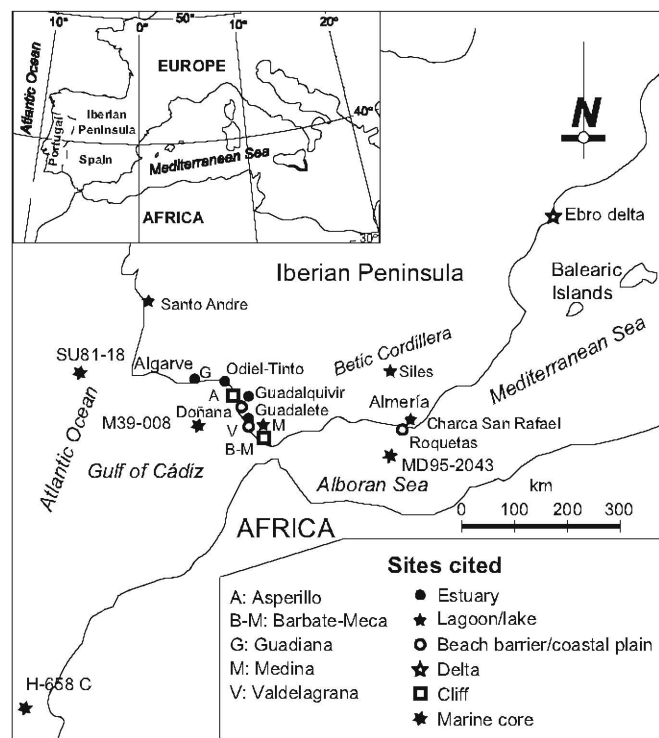 10°
0°
50°
10°
20°
Atlantic Ocean
EUROPE
40°
Portugal
Iberian
Peninsula
Spain
Mediterranean Sea
AFRICA
30°
N
Ebro delta
Iberian Peninsula
Balearic
Islands
Santo Andre
Mediterranean Sea
SU81-18
Algarve
G
Odiel-Tinto
Betic Cordillera
Siles
A
Guadalquivir
Doñana
Guadalete
Almería
M39-008
V
M
Charca San Rafael
B-M
Roquetas
Atlantic Ocean
Gulf of Cádiz
MD95-2043
Alboran Sea
km
0 100 200 300
AFRICA
Sites cited
A: Asperillo
Estuary
B-M: Barbate-Meca
Lagoon/lake
G: Guadiana
Beach barrier/coastal plain
M: Medina
Delta
V: Valdelagrana
Cliff
Marine core
H-658 C